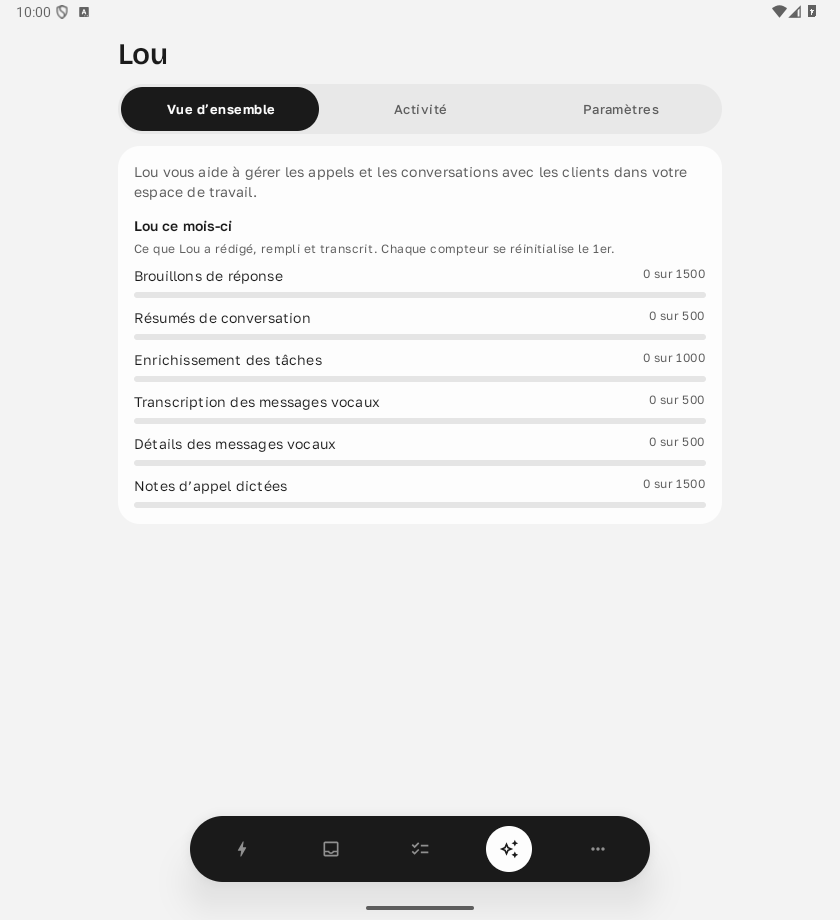 10:00
Lou
Vue d’ensemble
Activité
Paramètres
Lou vous aide à gérer les appels et les conversations avec les clients dans votre
espace de travail.
Lou ce mois-ci
Ce que Lou a rédigé, rempli et transcrit. Chaque compteur se réinitialise le 1er.
Brouillons de réponse 0 sur 1500
Résumés de conversation 0 sur 500
Enrichissement des tâches 0 sur 1000
Transcription des messages vocaux 0 sur 500
Détails des messages vocaux 0 sur 500
Notes d’appel dictées 0 sur 1500